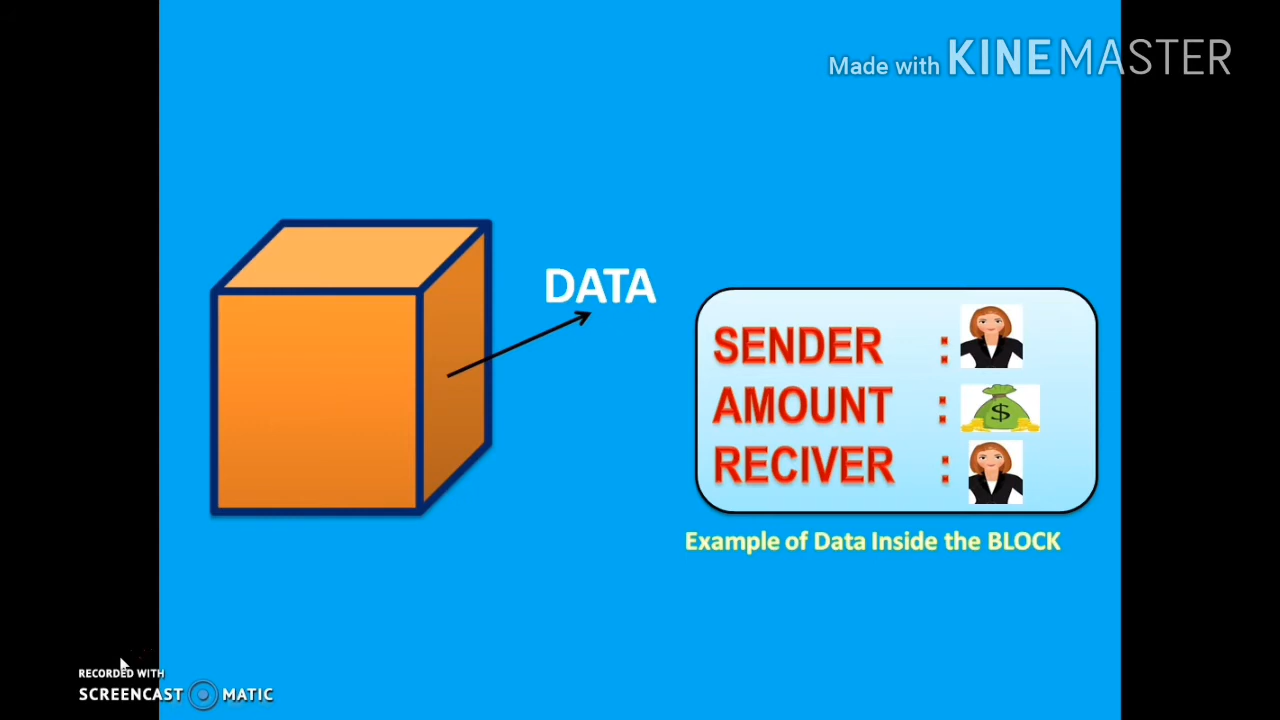 Made with KINEMASTER
DATA
SENDER :
AMOUNT : $
RECIVER :
Example of Data Inside the BLOCK
RECORDED WITH
SCREENCAST MATIC